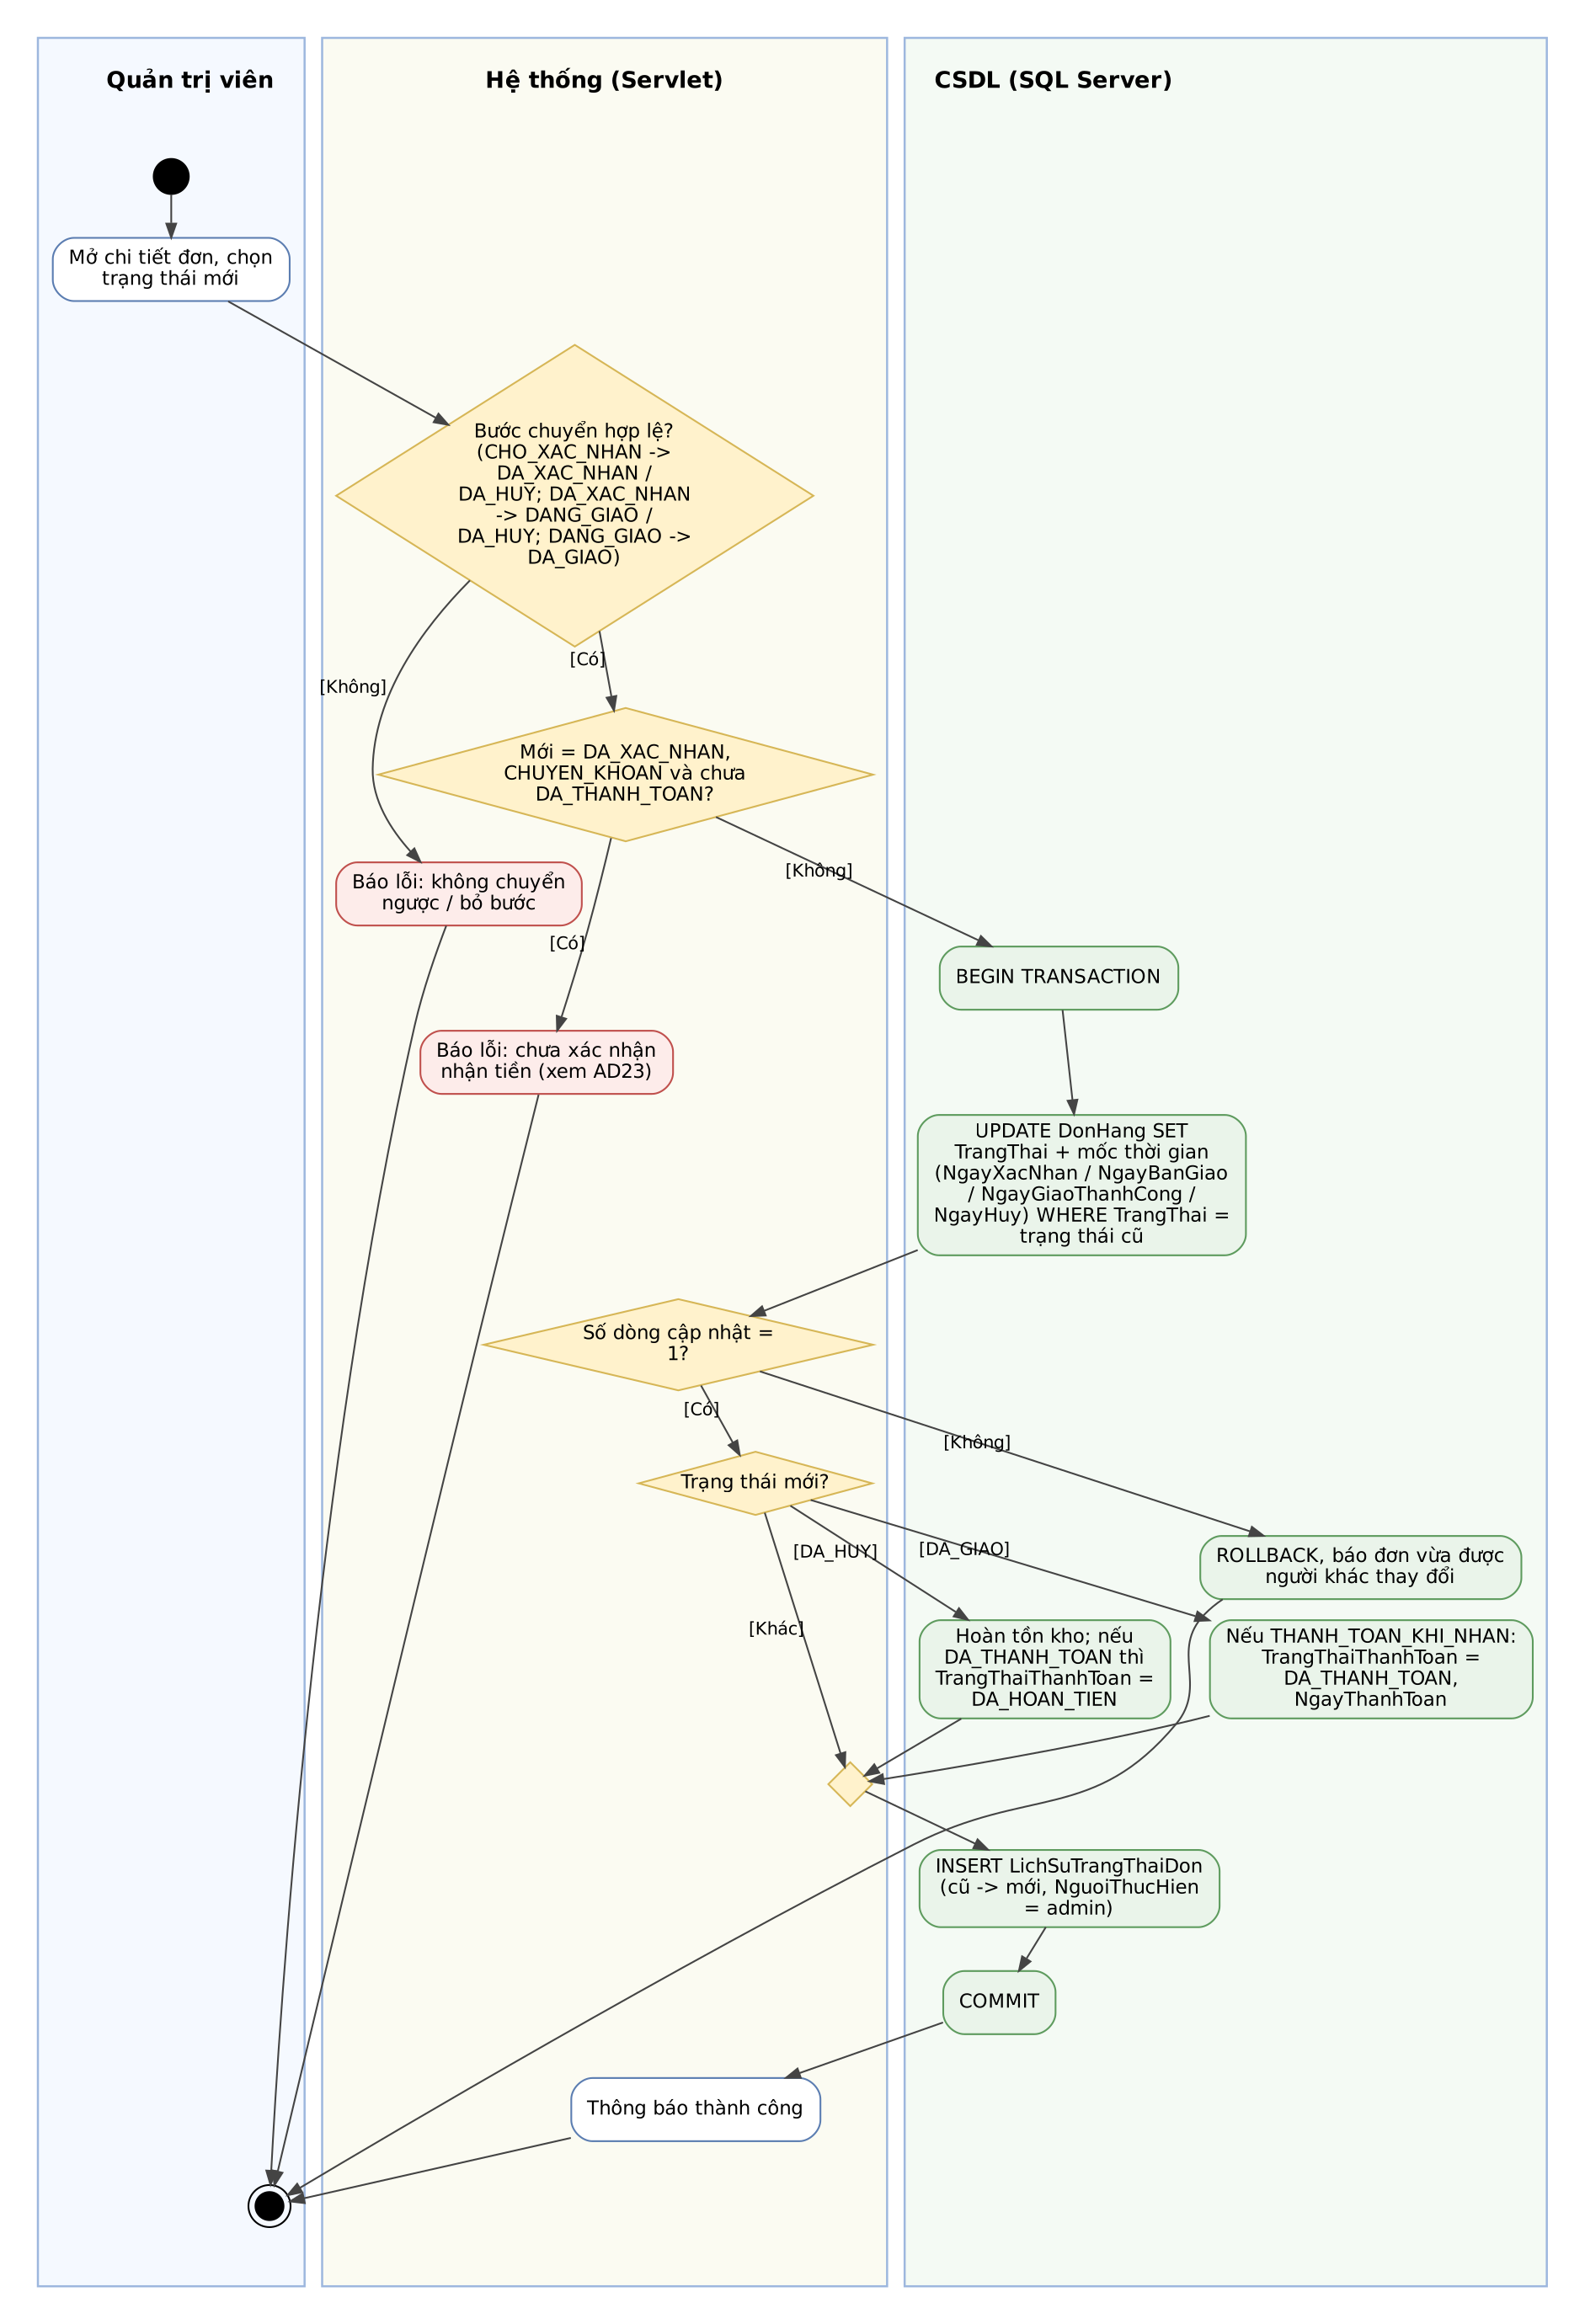 Quản trị viên
Hệ thống (Servlet)
CSDL (SQL Server)
Mở chi tiết đơn, chọn
trạng thái mới
Bước chuyển hợp lệ?
(CHO_XAC_NHAN ->
DA_XAC_NHAN /
DA_HUY; DA_XAC_NHAN
-> DANG_GIAO /
DA_HUY; DANG_GIAO ->
DA_GIAO)
[Có]
[Không]
Mới = DA_XAC_NHAN,
CHUYEN_KHOAN và chưa
DA_THANH_TOAN?
[Không]
Báo lỗi: không chuyển
ngược / bỏ bước
[Có]
BEGIN TRANSACTION
Báo lỗi: chưa xác nhận
nhận tiền (xem AD23)
UPDATE DonHang SET
TrangThai + mốc thời gian
(NgayXacNhan / NgayBanGiao
/ NgayGiaoThanhCong /
NgayHuy) WHERE TrangThai =
trạng thái cũ
Số dòng cập nhật =
1?
[Có]
[Không]
Trạng thái mới?
[DA_HUY]
[DA_GIAO]
ROLLBACK, báo đơn vừa được
người khác thay đổi
[Khác]
Hoàn tồn kho; nếu
DA_THANH_TOAN thì
TrangThaiThanhToan =
DA_HOAN_TIEN
Nếu THANH_TOAN_KHI_NHAN:
TrangThaiThanhToan =
DA_THANH_TOAN,
NgayThanhToan
INSERT LichSuTrangThaiDon
(cũ -> mới, NguoiThucHien
= admin)
COMMIT
Thông báo thành công